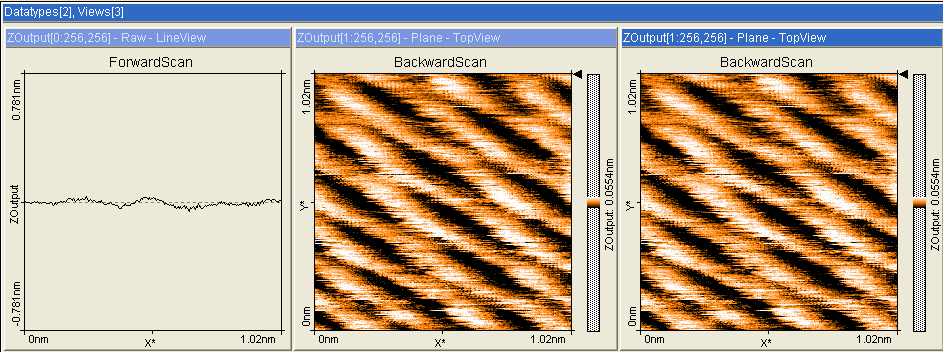 Datatypes[2], Views[3]
ZOutput[0:256,256] - Raw - LineView
ForwardScan
0.781nm
ZOutput
-0.781nm
0nm
X*
1.02nm
ZOutput[1:256,256] - Plane - TopView
BackwardScan
1.02nm
Y*
0nm
0nm
X*
1.02nm
ZOutput: 0.0554nm
ZOutput[1:256,256] - Plane - TopView
BackwardScan
1.02nm
Y*
0nm
0nm
X*
1.02nm
ZOutput: 0.0554nm